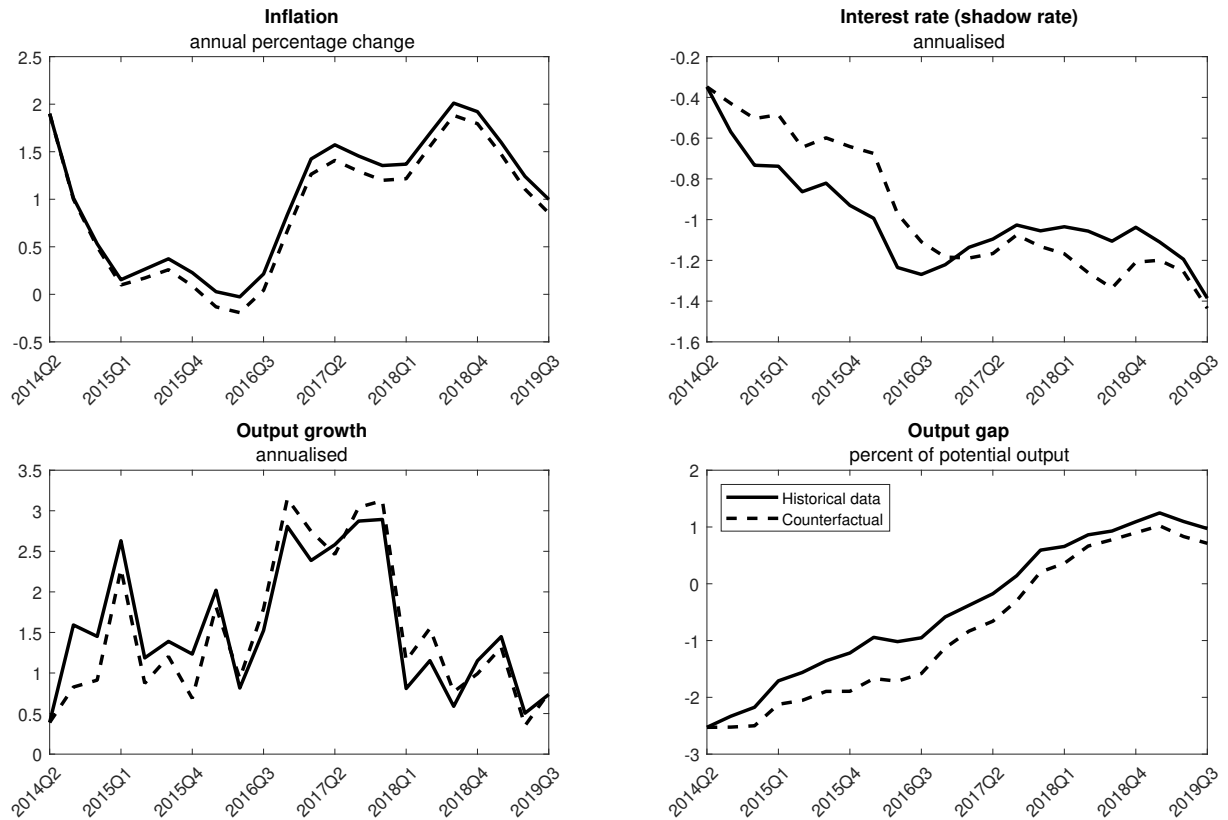 Inflation
annual percentage change
2.5
2
1.5
1
0.5
0
-0.5
2014Q2
2015Q1
2015Q4
2016Q3
2017Q2
2018Q1
2018Q4
2019Q3
Interest rate (shadow rate)
annualised
-0.2
-0.4
-0.6
-0.8
-1
-1.2
-1.4
-1.6
2014Q2
2015Q1
2015Q4
2016Q3
2017Q2
2018Q1
2018Q4
2019Q3
Output growth
annualised
3.5
3
2.5
2
1.5
1
0.5
0
2014Q2
2015Q1
2015Q4
2016Q3
2017Q2
2018Q1
2018Q4
2019Q3
Output gap
percent of potential output
2
1
0
-1
-2
-3
Historical data
Counterfactual
2014Q2
2015Q1
2015Q4
2016Q3
2017Q2
2018Q1
2018Q4
2019Q3